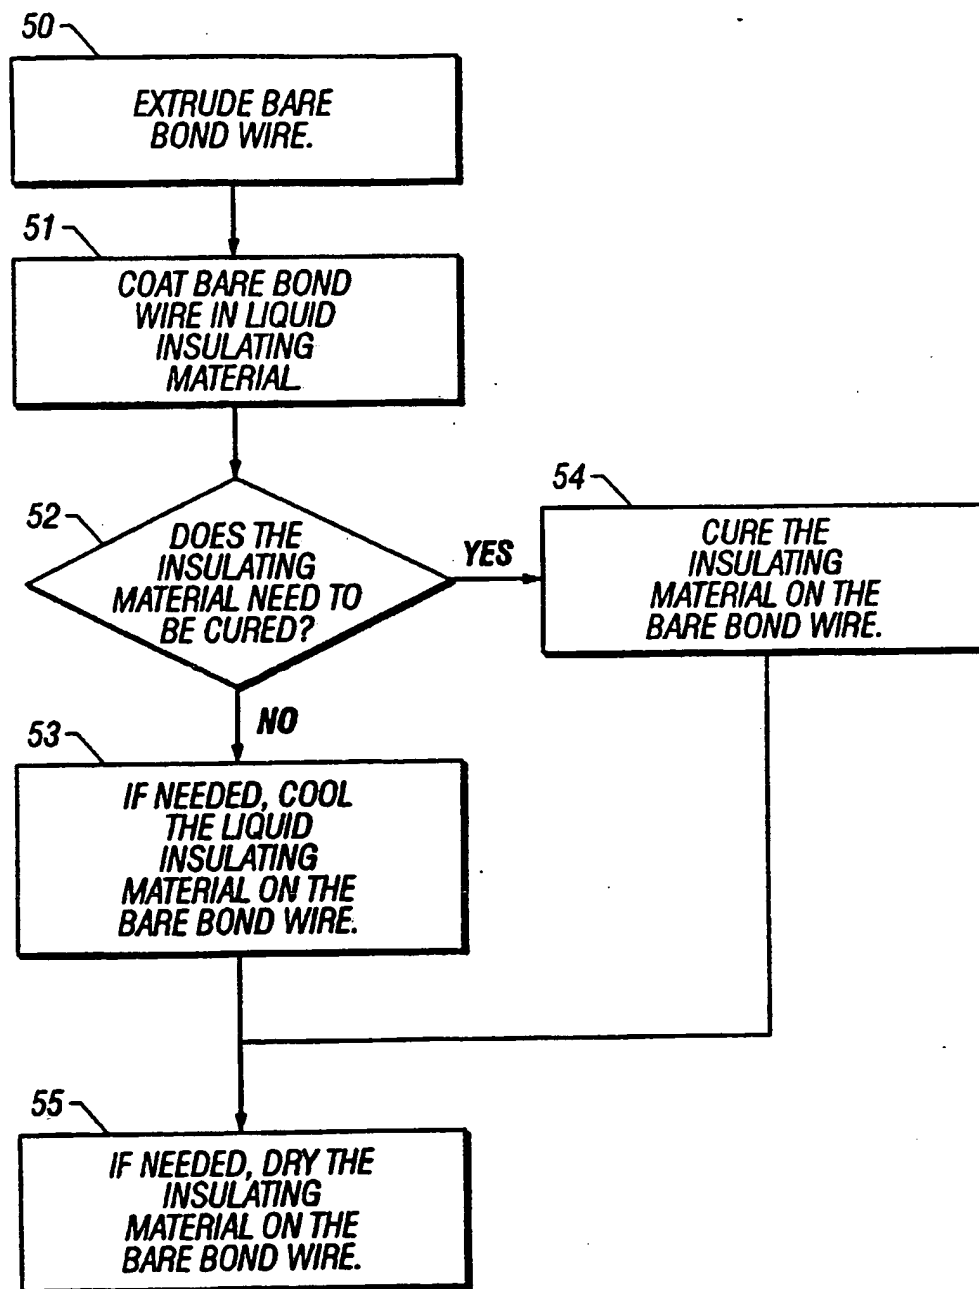 50
EXTRUDE BARE
BOND WIRE.
51
COAT BARE BOND
WIRE IN LIQUID
INSULATING
MATERIAL.
52
DOES THE
INSULATING
MATERIAL NEED TO
BE CURED?
YES
54
CURE THE
INSULATING
MATERIAL ON THE
BARE BOND WIRE.
NO
53
IF NEEDED, COOL
THE LIQUID
INSULATING
MATERIAL ON THE
BARE BOND WIRE.
55
IF NEEDED, DRY THE
INSULATING
MATERIAL ON THE
BARE BOND WIRE.